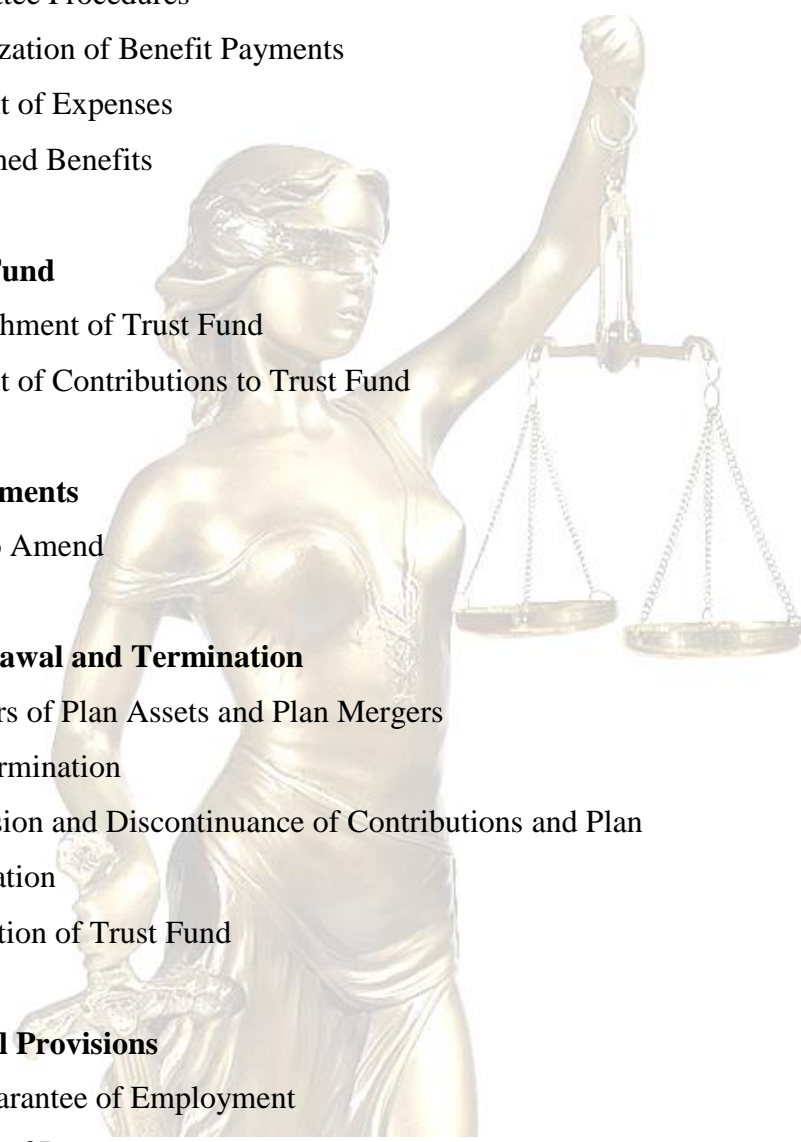 ttee Procedures
zation of Benefit Payments
t of Expenses
ned Benefits
Fund
hment of Trust Fund
t of Contributions to Trust Fund
ments
o Amend
awal and Termination
rs of Plan Assets and Plan Mergers
rmination
sion and Discontinuance of Contributions and Plan
ation
tion of Trust Fund
l Provisions
arantee of Employment